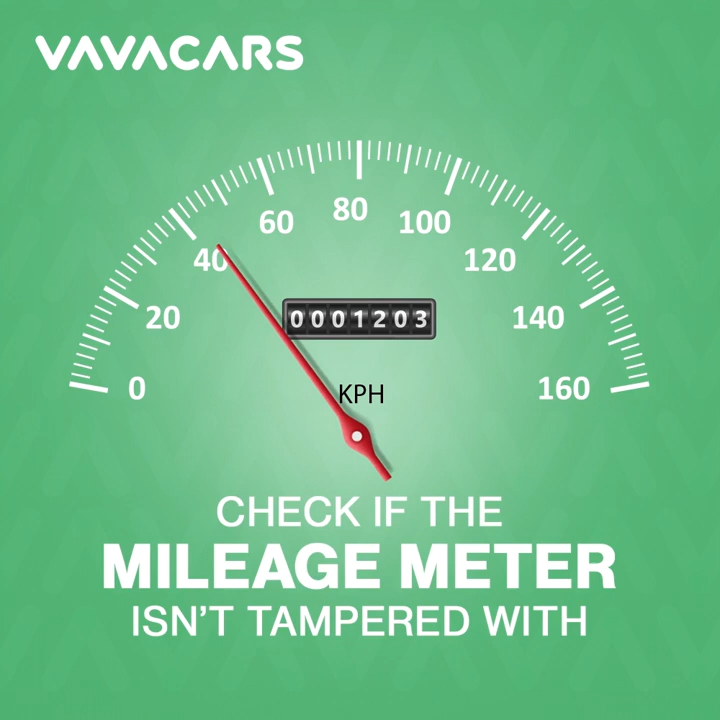 VAVACARS
80
60 100
40 120
20 140
0001203
0 160
KPH
CHECK IF THE
MILEAGE METER
ISN'T TAMPERED WITH